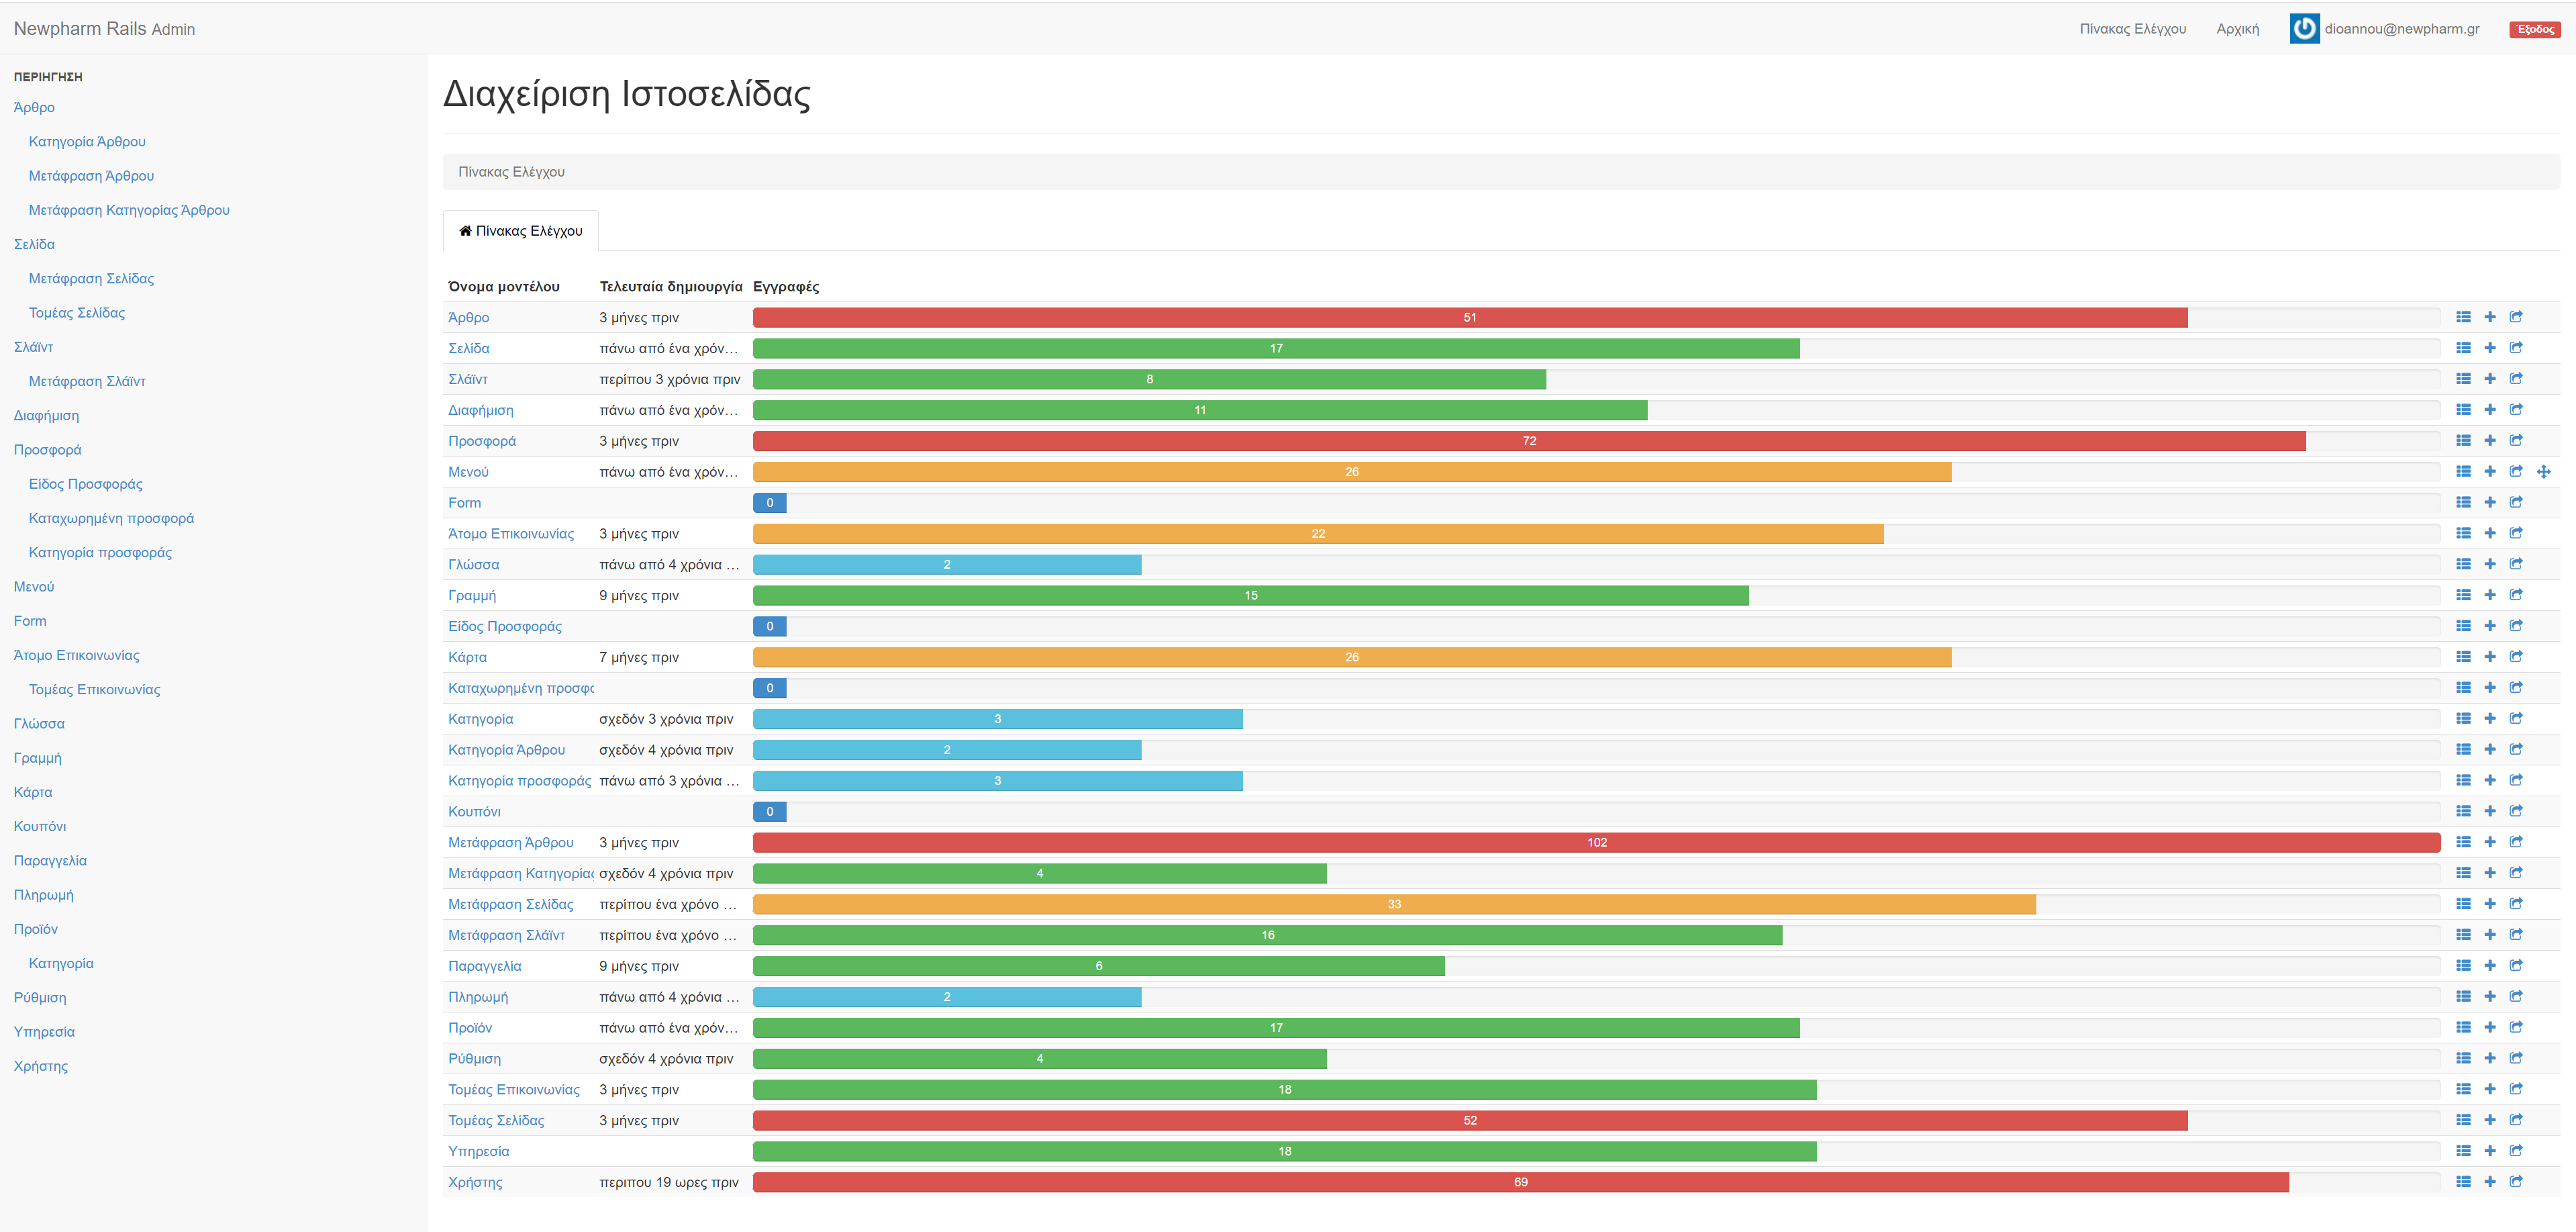 Newpharm Rails Admin
Πίνακας Ελέγχου Αρχική dioannou@newpharm.gr Έξοδος
ΠΕΡΙΗΓΗΣΗ
Άρθρο
Κατηγορία Άρθρου
Μετάφραση Άρθρου
Μετάφραση Κατηγορίας Άρθρου
Σελίδα
Μετάφραση Σελίδας
Τομέας Σελίδας
Σλάϊντ
Μετάφραση Σλάϊντ
Διαφήμιση
Προσφορά
Είδος Προσφοράς
Καταχωρημένη προσφορά
Κατηγορία προσφοράς
Μενού
Form
Άτομο Επικοινωνίας
Τομέας Επικοινωνίας
Γλώσσα
Γραμμή
Κάρτα
Κουπόνι
Παραγγελία
Πληρωμή
Προϊόν
Κατηγορία
Ρύθμιση
Υπηρεσία
Χρήστης
Διαχείριση Ιστοσελίδας
Πίνακας Ελέγχου
Πίνακας Ελέγχου
Όνομα μοντέλου Τελευταία δημιουργία Εγγραφές
Άρθρο 3 μήνες πριν 51
Σελίδα πάνω από ένα χρόν… 17
Σλάϊντ περίπου 3 χρόνια πριν 8
Διαφήμιση πάνω από ένα χρόν… 11
Προσφορά 3 μήνες πριν 72
Μενού πάνω από ένα χρόν… 26
Form 0
Άτομο Επικοινωνίας 3 μήνες πριν 22
Γλώσσα πάνω από 4 χρόνια … 2
Γραμμή 9 μήνες πριν 15
Είδος Προσφοράς 0
Κάρτα 7 μήνες πριν 26
Καταχωρημένη προσφο 0
Κατηγορία σχεδόν 3 χρόνια πριν 3
Κατηγορία Άρθρου σχεδόν 4 χρόνια πριν 2
Κατηγορία προσφοράς πάνω από 3 χρόνια … 3
Κουπόνι 0
Μετάφραση Άρθρου 3 μήνες πριν 102
Μετάφραση Κατηγορίας σχεδόν 4 χρόνια πριν 4
Μετάφραση Σελίδας περίπου ένα χρόνο … 33
Μετάφραση Σλάϊντ περίπου ένα χρόνο … 16
Παραγγελία 9 μήνες πριν 6
Πληρωμή πάνω από 4 χρόνια … 2
Προϊόν πάνω από ένα χρόν… 17
Ρύθμιση σχεδόν 4 χρόνια πριν 4
Τομέας Επικοινωνίας 3 μήνες πριν 18
Τομέας Σελίδας 3 μήνες πριν 52
Υπηρεσία 18
Χρήστης περιπου 19 ωρες πριν 69